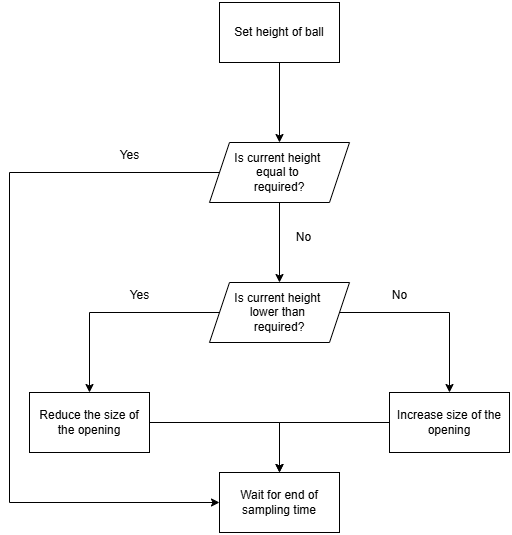 Set height of ball
Yes
Is current height
equal to
required?
No
Yes
Is current height
lower than
required?
No
Reduce the size of
the opening
Increase size of the
opening
Wait for end of
sampling time